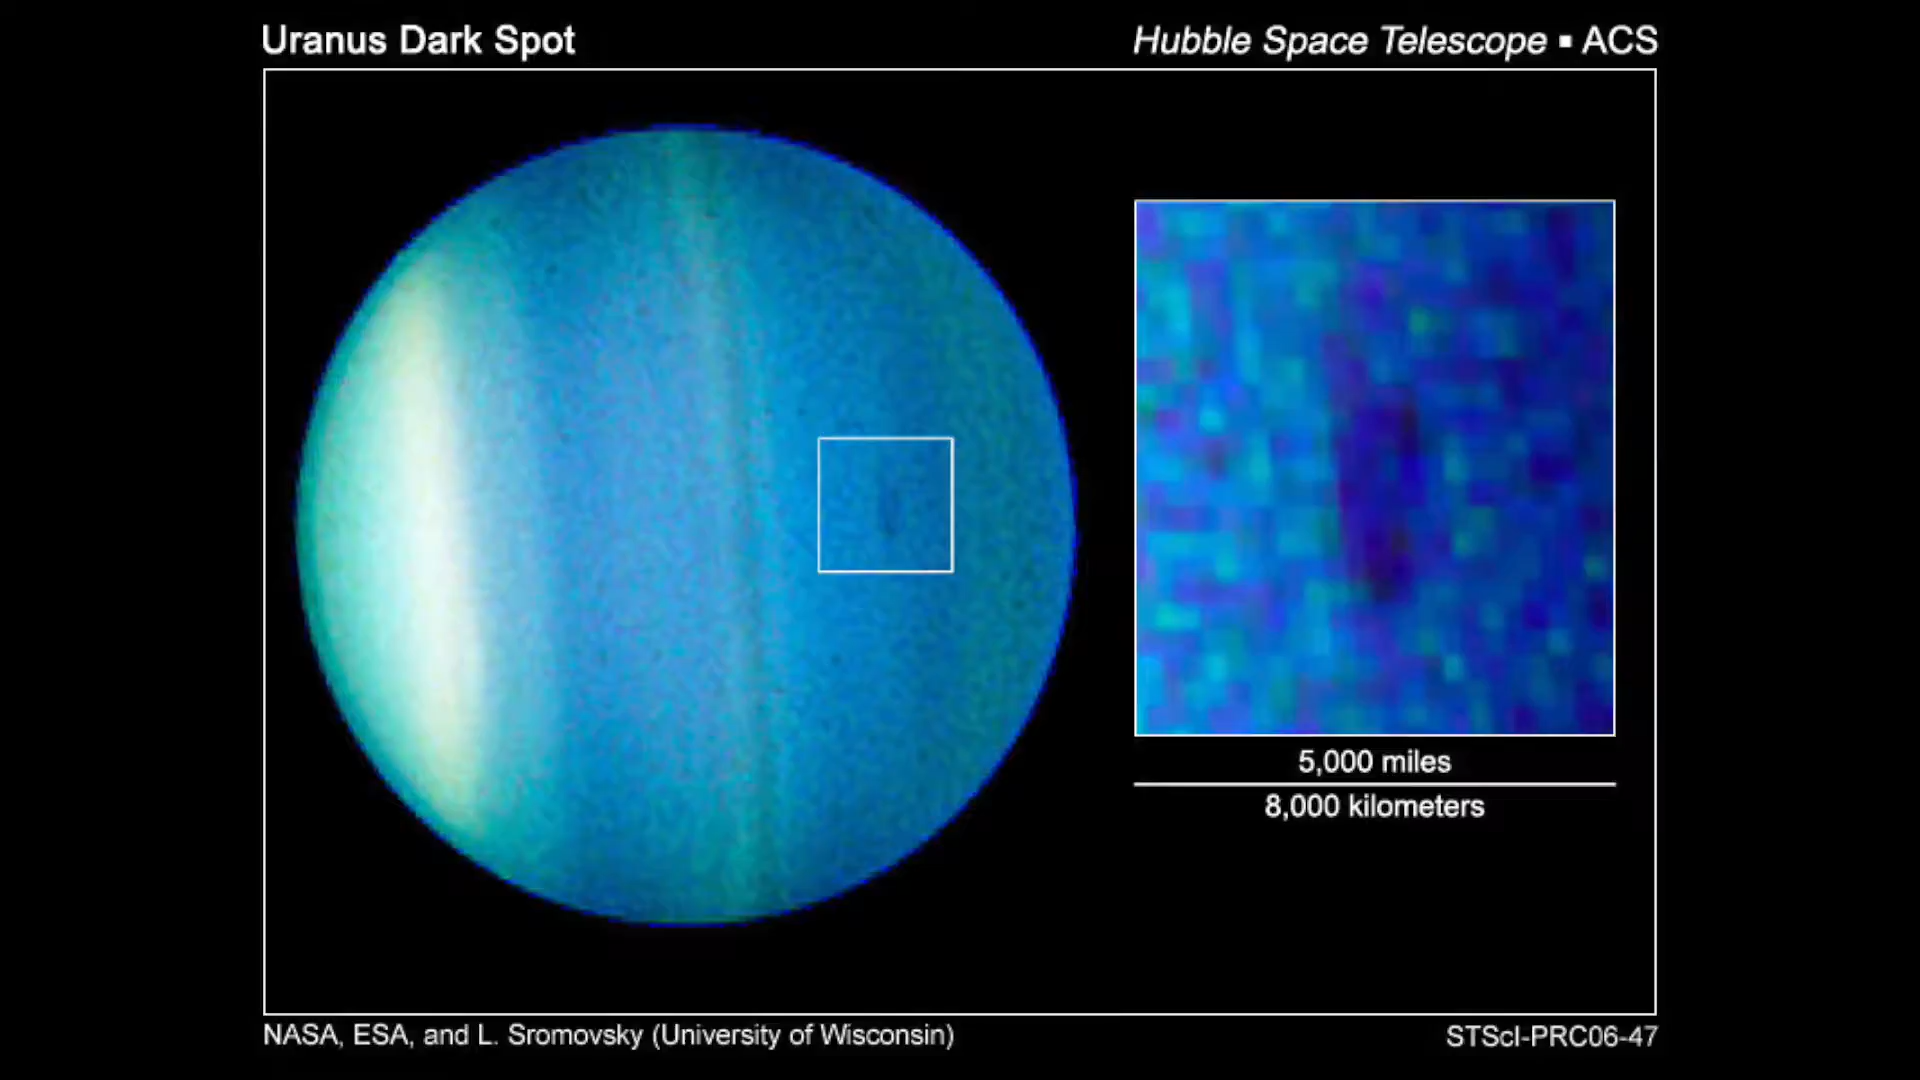 Uranus Dark Spot
Hubble Space Telescope ▪ ACS
5,000 miles
8,000 kilometers
NASA, ESA, and L. Sromovsky (University of Wisconsin)
STScI-PRC06-47